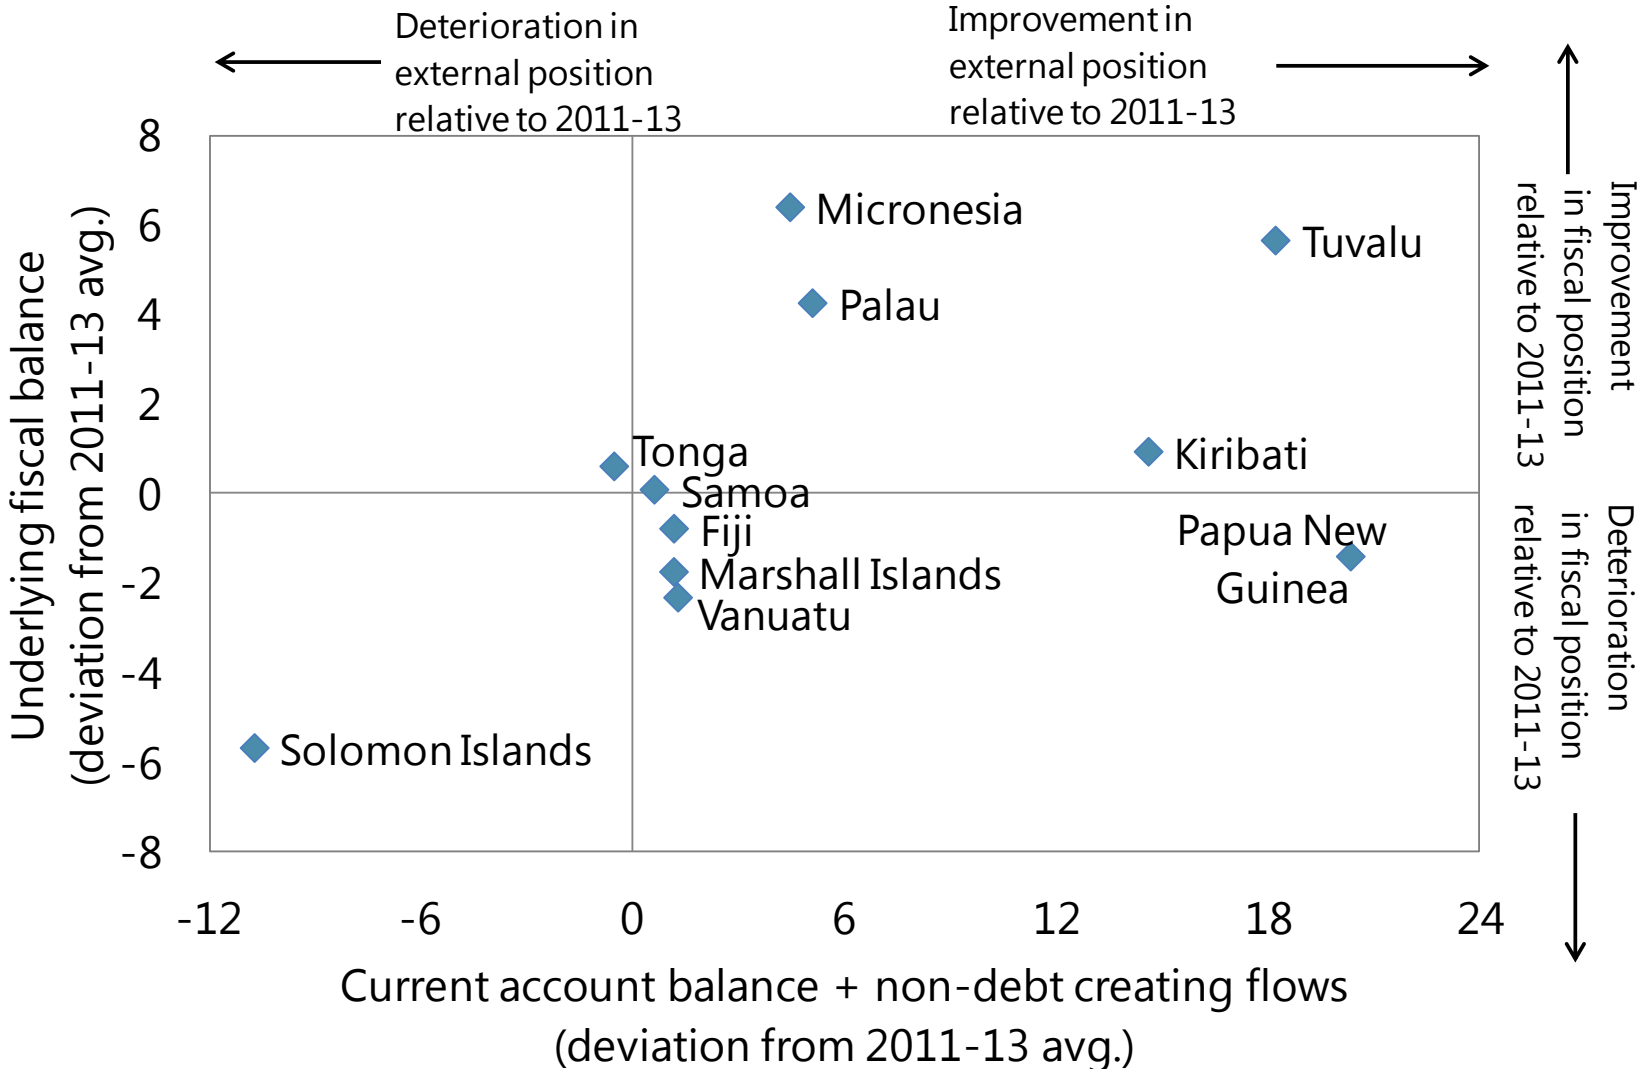 Deterioration in
external position
relative to 2011-13
Improvement in
external position
relative to 2011-13
Underlying fiscal balance
(deviation from 2011-13 avg.)
8
6
4
2
0
-2
-4
-6
-8
Micronesia
Tuvalu
Palau
Tonga
Kiribati
Samoa
Fiji
Papua New
Guinea
Marshall Islands
Vanuatu
Solomon Islands
Improvement
in fiscal position
relative to 2011-13
Deterioration
in fiscal position
relative to 2011-13
-12
-6
0
6
12
18
24
Current account balance + non-debt creating flows
(deviation from 2011-13 avg.)